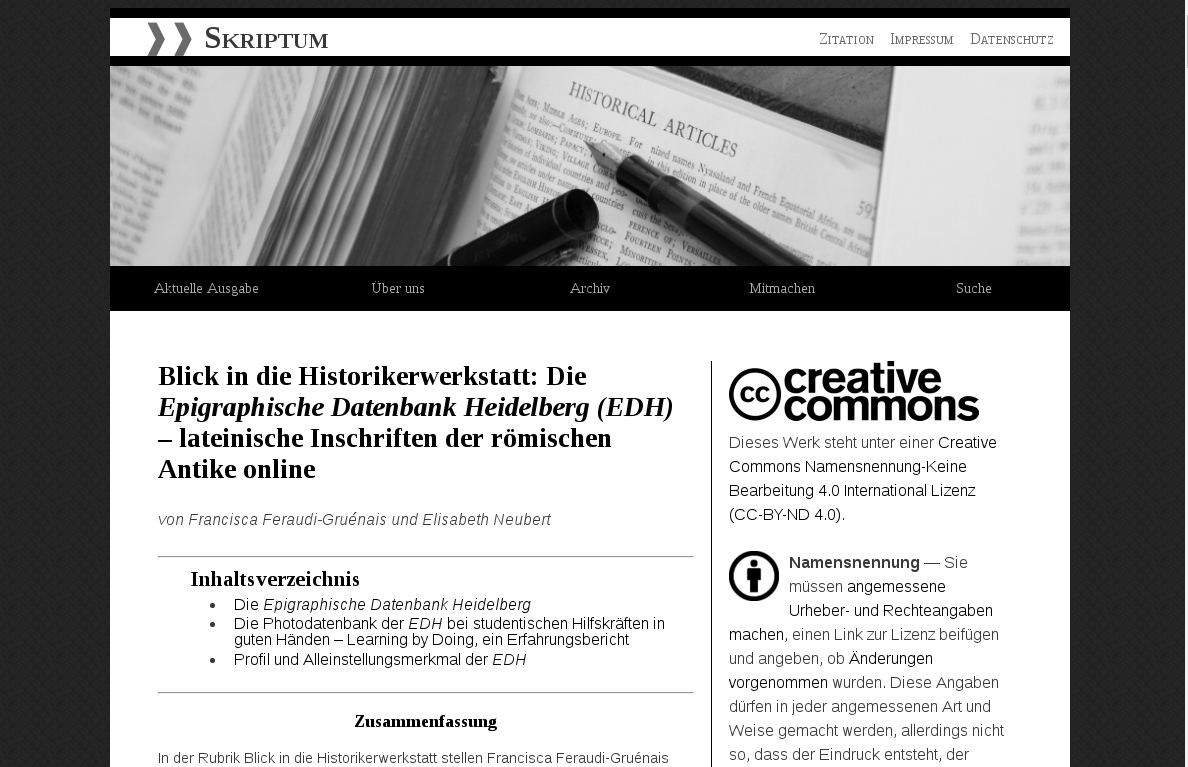 Skriptum
Zitation Impressum Datenschutz
HISTORICAL ARTICLES
Aktuelle Ausgabe Über uns Archiv Mitmachen Suche
Blick in die Historikerwerkstatt: Die
Epigraphische Datenbank Heidelberg (EDH)
– lateinische Inschriften der römischen
Antike online
von Francisca Feraudi-Gruénais und Elisabeth Neubert
Inhaltsverzeichnis
Die Epigraphische Datenbank Heidelberg
Die Photodatenbank der EDH bei studentischen Hilfskräften in
guten Händen – Learning by Doing, ein Erfahrungsbericht
Profil und Alleinstellungsmerkmal der EDH
Zusammenfassung
In der Rubrik Blick in die Historikerwerkstatt stellen Francisca Feraudi-Gruénais
cc creative
commons
Dieses Werk steht unter einer Creative
Commons Namensnennung-Keine
Bearbeitung 4.0 International Lizenz
(CC-BY-ND 4.0).
Namensnennung — Sie
müssen angemessene
Urheber- und Rechteangaben
machen, einen Link zur Lizenz beifügen
und angeben, ob Änderungen
vorgenommen wurden. Diese Angaben
dürfen in jeder angemessenen Art und
Weise gemacht werden, allerdings nicht
so, dass der Eindruck entsteht, der